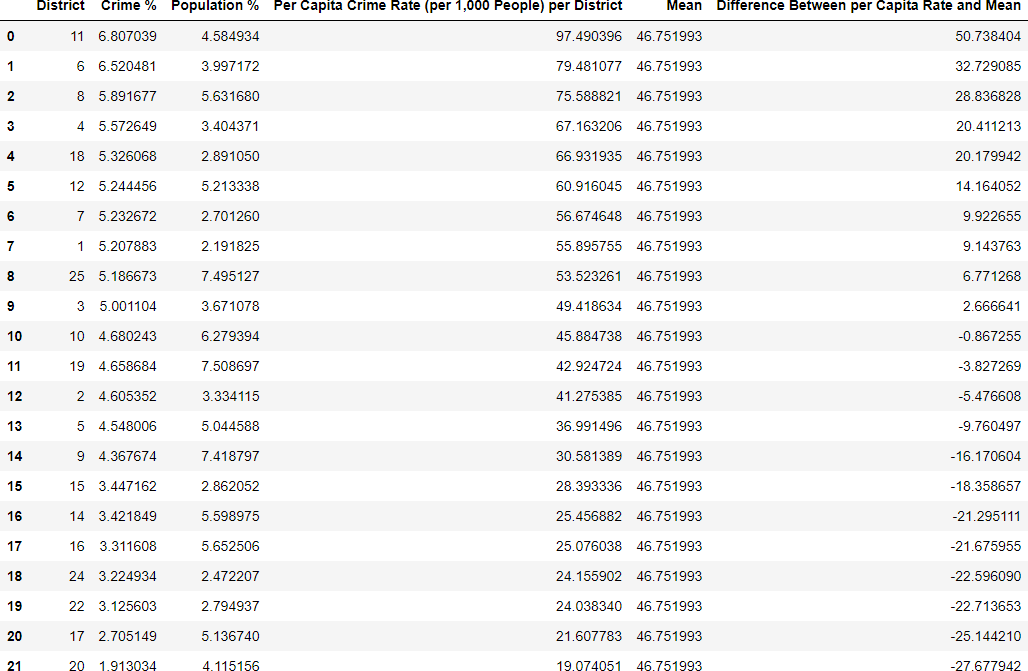 District Crime % Population % Per Capita Crime Rate (per 1,000 People) per District Mean Difference Between per Capita Rate and Mean
0 11 6.807039 4.584934 97.490396 46.751993 50.738404
1 6 6.520481 3.997172 79.481077 46.751993 32.729085
2 8 5.891677 5.631680 75.588821 46.751993 28.836828
3 4 5.572649 3.404371 67.163206 46.751993 20.411213
4 18 5.326068 2.891050 66.931935 46.751993 20.179942
5 12 5.244456 5.213338 60.916045 46.751993 14.164052
6 7 5.232672 2.701260 56.674648 46.751993 9.922655
7 1 5.207883 2.191825 55.895755 46.751993 9.143763
8 25 5.186673 7.495127 53.523261 46.751993 6.771268
9 3 5.001104 3.671078 49.418634 46.751993 2.666641
10 10 4.680243 6.279394 45.884738 46.751993 -0.867255
11 19 4.658684 7.508697 42.924724 46.751993 -3.827269
12 2 4.605352 3.334115 41.275385 46.751993 -5.476608
13 5 4.548006 5.044588 36.991496 46.751993 -9.760497
14 9 4.367674 7.418797 30.581389 46.751993 -16.170604
15 15 3.447162 2.862052 28.393336 46.751993 -18.358657
16 14 3.421849 5.598975 25.456882 46.751993 -21.295111
17 16 3.311608 5.652506 25.076038 46.751993 -21.675955
18 24 3.224934 2.472207 24.155902 46.751993 -22.596090
19 22 3.125603 2.794937 24.038340 46.751993 -22.713653
20 17 2.705149 5.136740 21.607783 46.751993 -25.144210
21 20 1.913034 4.115156 19.074051 46.751993 -27.677942